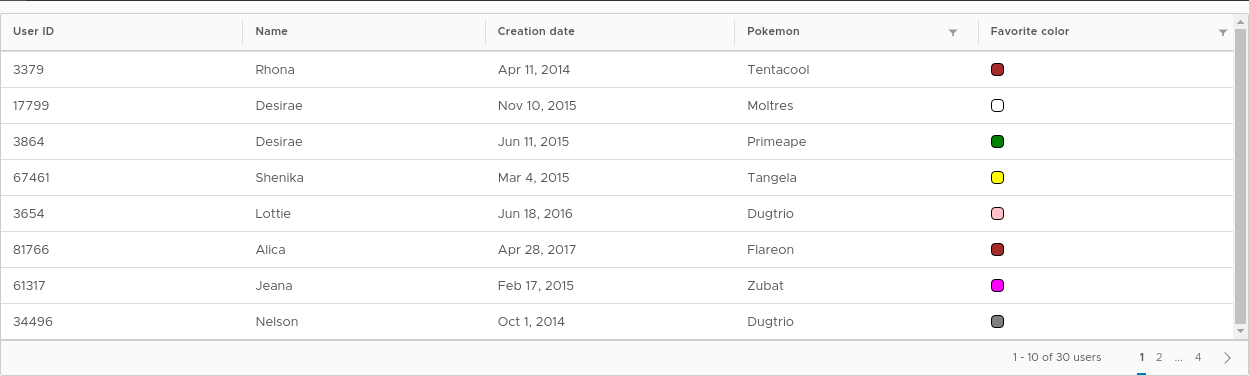 User ID Name Creation date Pokemon Favorite color
3379 Rhona Apr 11, 2014 Tentacool
17799 Desirae Nov 10, 2015 Moltres
3864 Desirae Jun 11, 2015 Primeape
67461 Shenika Mar 4, 2015 Tangela
3654 Lottie Jun 18, 2016 Dugtrio
81766 Alica Apr 28, 2017 Flareon
61317 Jeana Feb 17, 2015 Zubat
34496 Nelson Oct 1, 2014 Dugtrio
1 - 10 of 30 users 1 2 ... 4